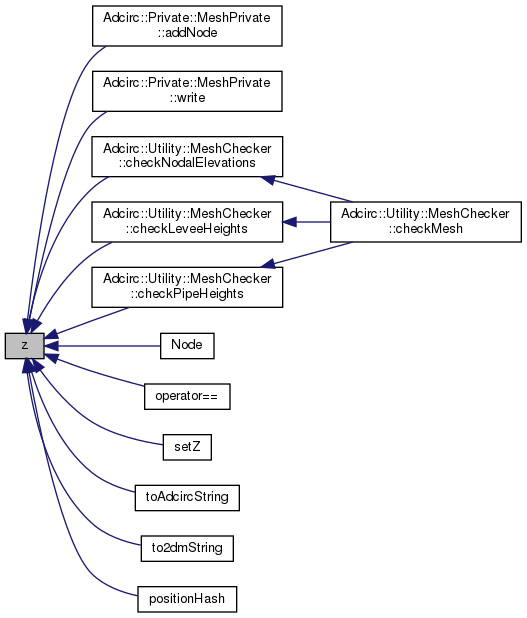 Adcirc::Private::MeshPrivate
::addNode
Adcirc::Private::MeshPrivate
::write
Adcirc::Utility::MeshChecker
::checkNodalElevations
Adcirc::Utility::MeshChecker
::checkLeveeHeights
Adcirc::Utility::MeshChecker
::checkMesh
Adcirc::Utility::MeshChecker
::checkPipeHeights
z
Node
operator==
setZ
toAdcircString
to2dmString
positionHash